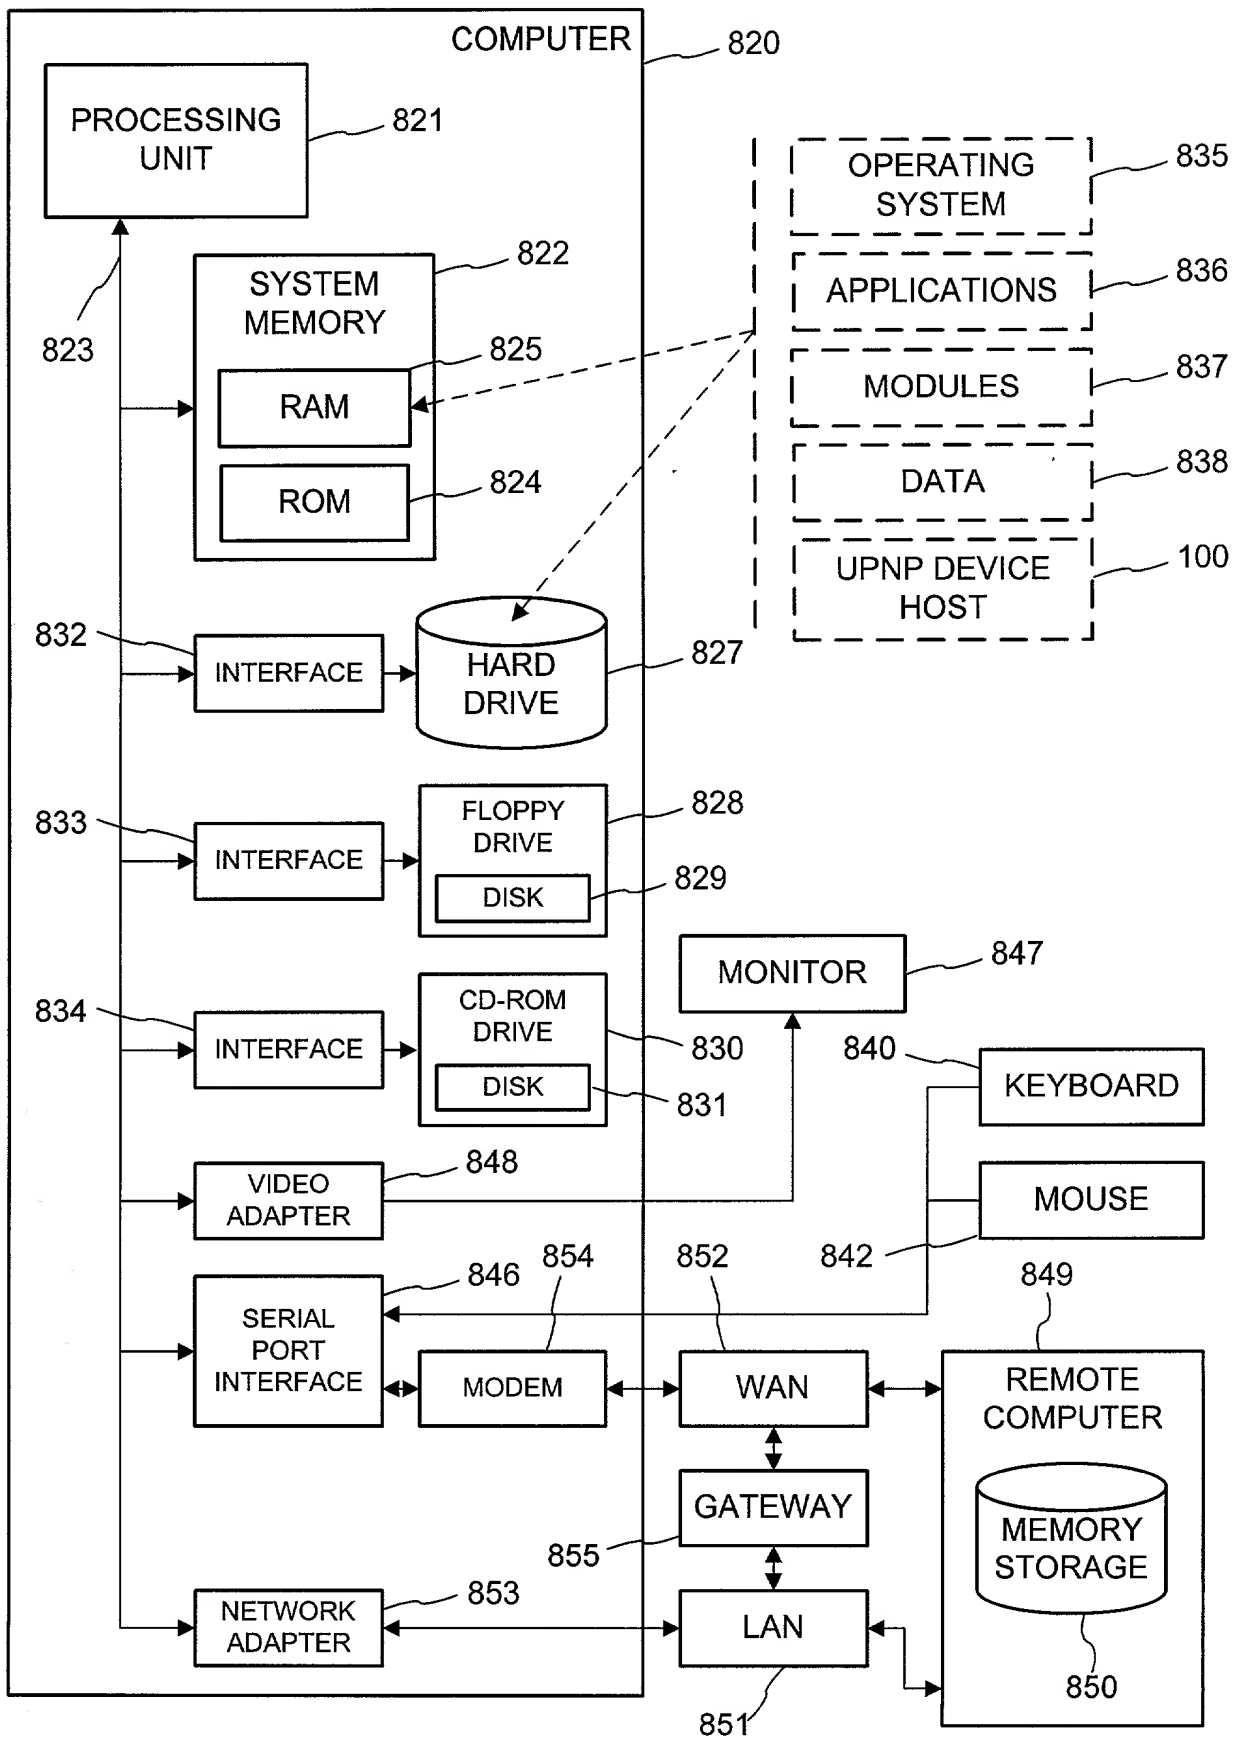 COMPUTER
820
PROCESSING
UNIT
821
823
SYSTEM
MEMORY
822
825
RAM
824
ROM
OPERATING
SYSTEM
835
APPLICATIONS
836
MODULES
837
DATA
838
UPNP DEVICE
HOST
100
832
INTERFACE
HARD
DRIVE
827
833
INTERFACE
FLOPPY
DRIVE
828
DISK
829
834
INTERFACE
CD-ROM
DRIVE
830
DISK
831
MONITOR
847
840
KEYBOARD
MOUSE
842
VIDEO
ADAPTER
848
846
SERIAL
PORT
INTERFACE
854
MODEM
852
WAN
849
REMOTE
COMPUTER
GATEWAY
855
MEMORY
STORAGE
850
NETWORK
ADAPTER
853
LAN
851